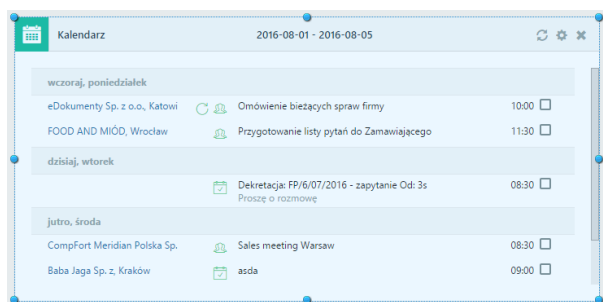 Kalendarz 2016-08-01 - 2016-08-05
wczoraj, poniedziałek
eDokumenty Sp. z o.o., Katowi Omówienie bieżących spraw firmy 10:00
FOOD AND MIÓD, Wrocław Przygotowanie listy pytań do Zamawiającego 11:30
dzisiaj, wtorek
Dekretacja: FP/6/07/2016 - zapytanie Od: 3s 08:30
Proszę o rozmowę
jutro, środa
CompFort Meridian Polska Sp. Sales meeting Warsaw 08:30
Baba Jaga Sp. z, Kraków asda 09:00